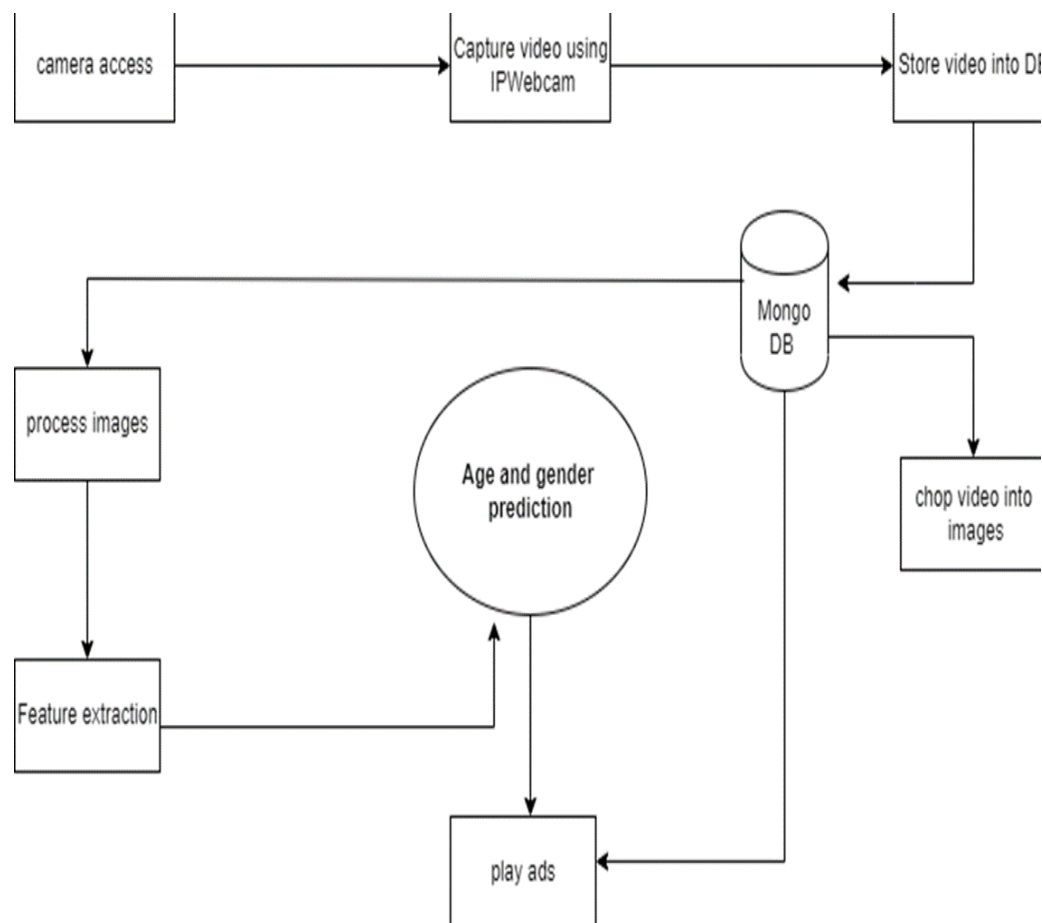 camera access
Capture video using
IPWebcam
Store video into DB
Mongo
DB
process images
Age and gender
prediction
chop video into
images
Feature extraction
play ads